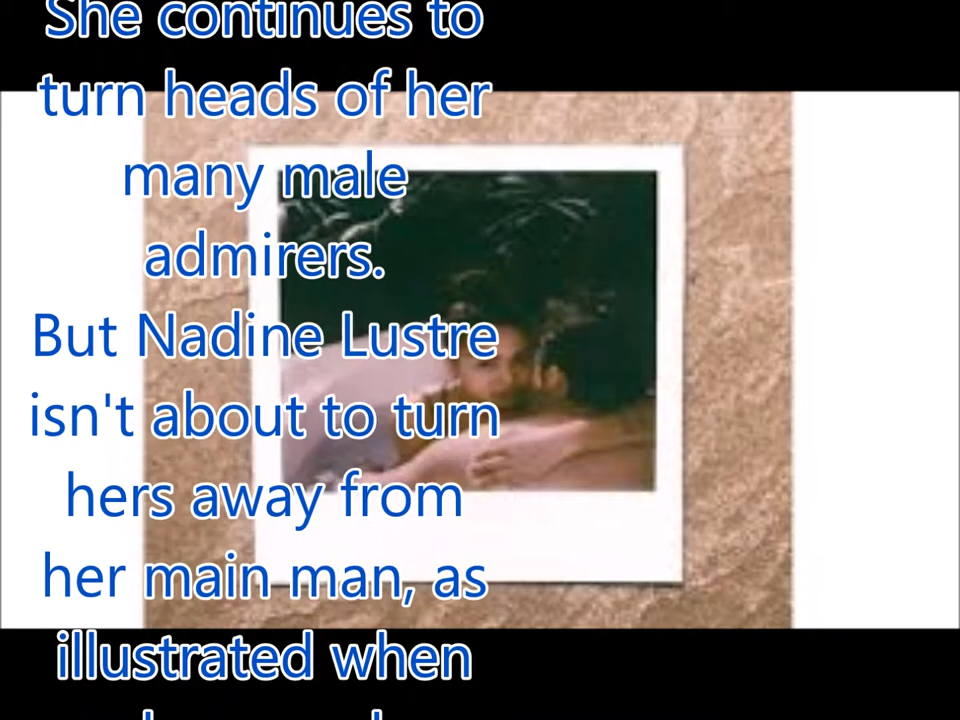 She continues to
turn heads of her
many male
admirers.
But Nadine Lustre
isn't about to turn
hers away from
her main man, as
illustrated when